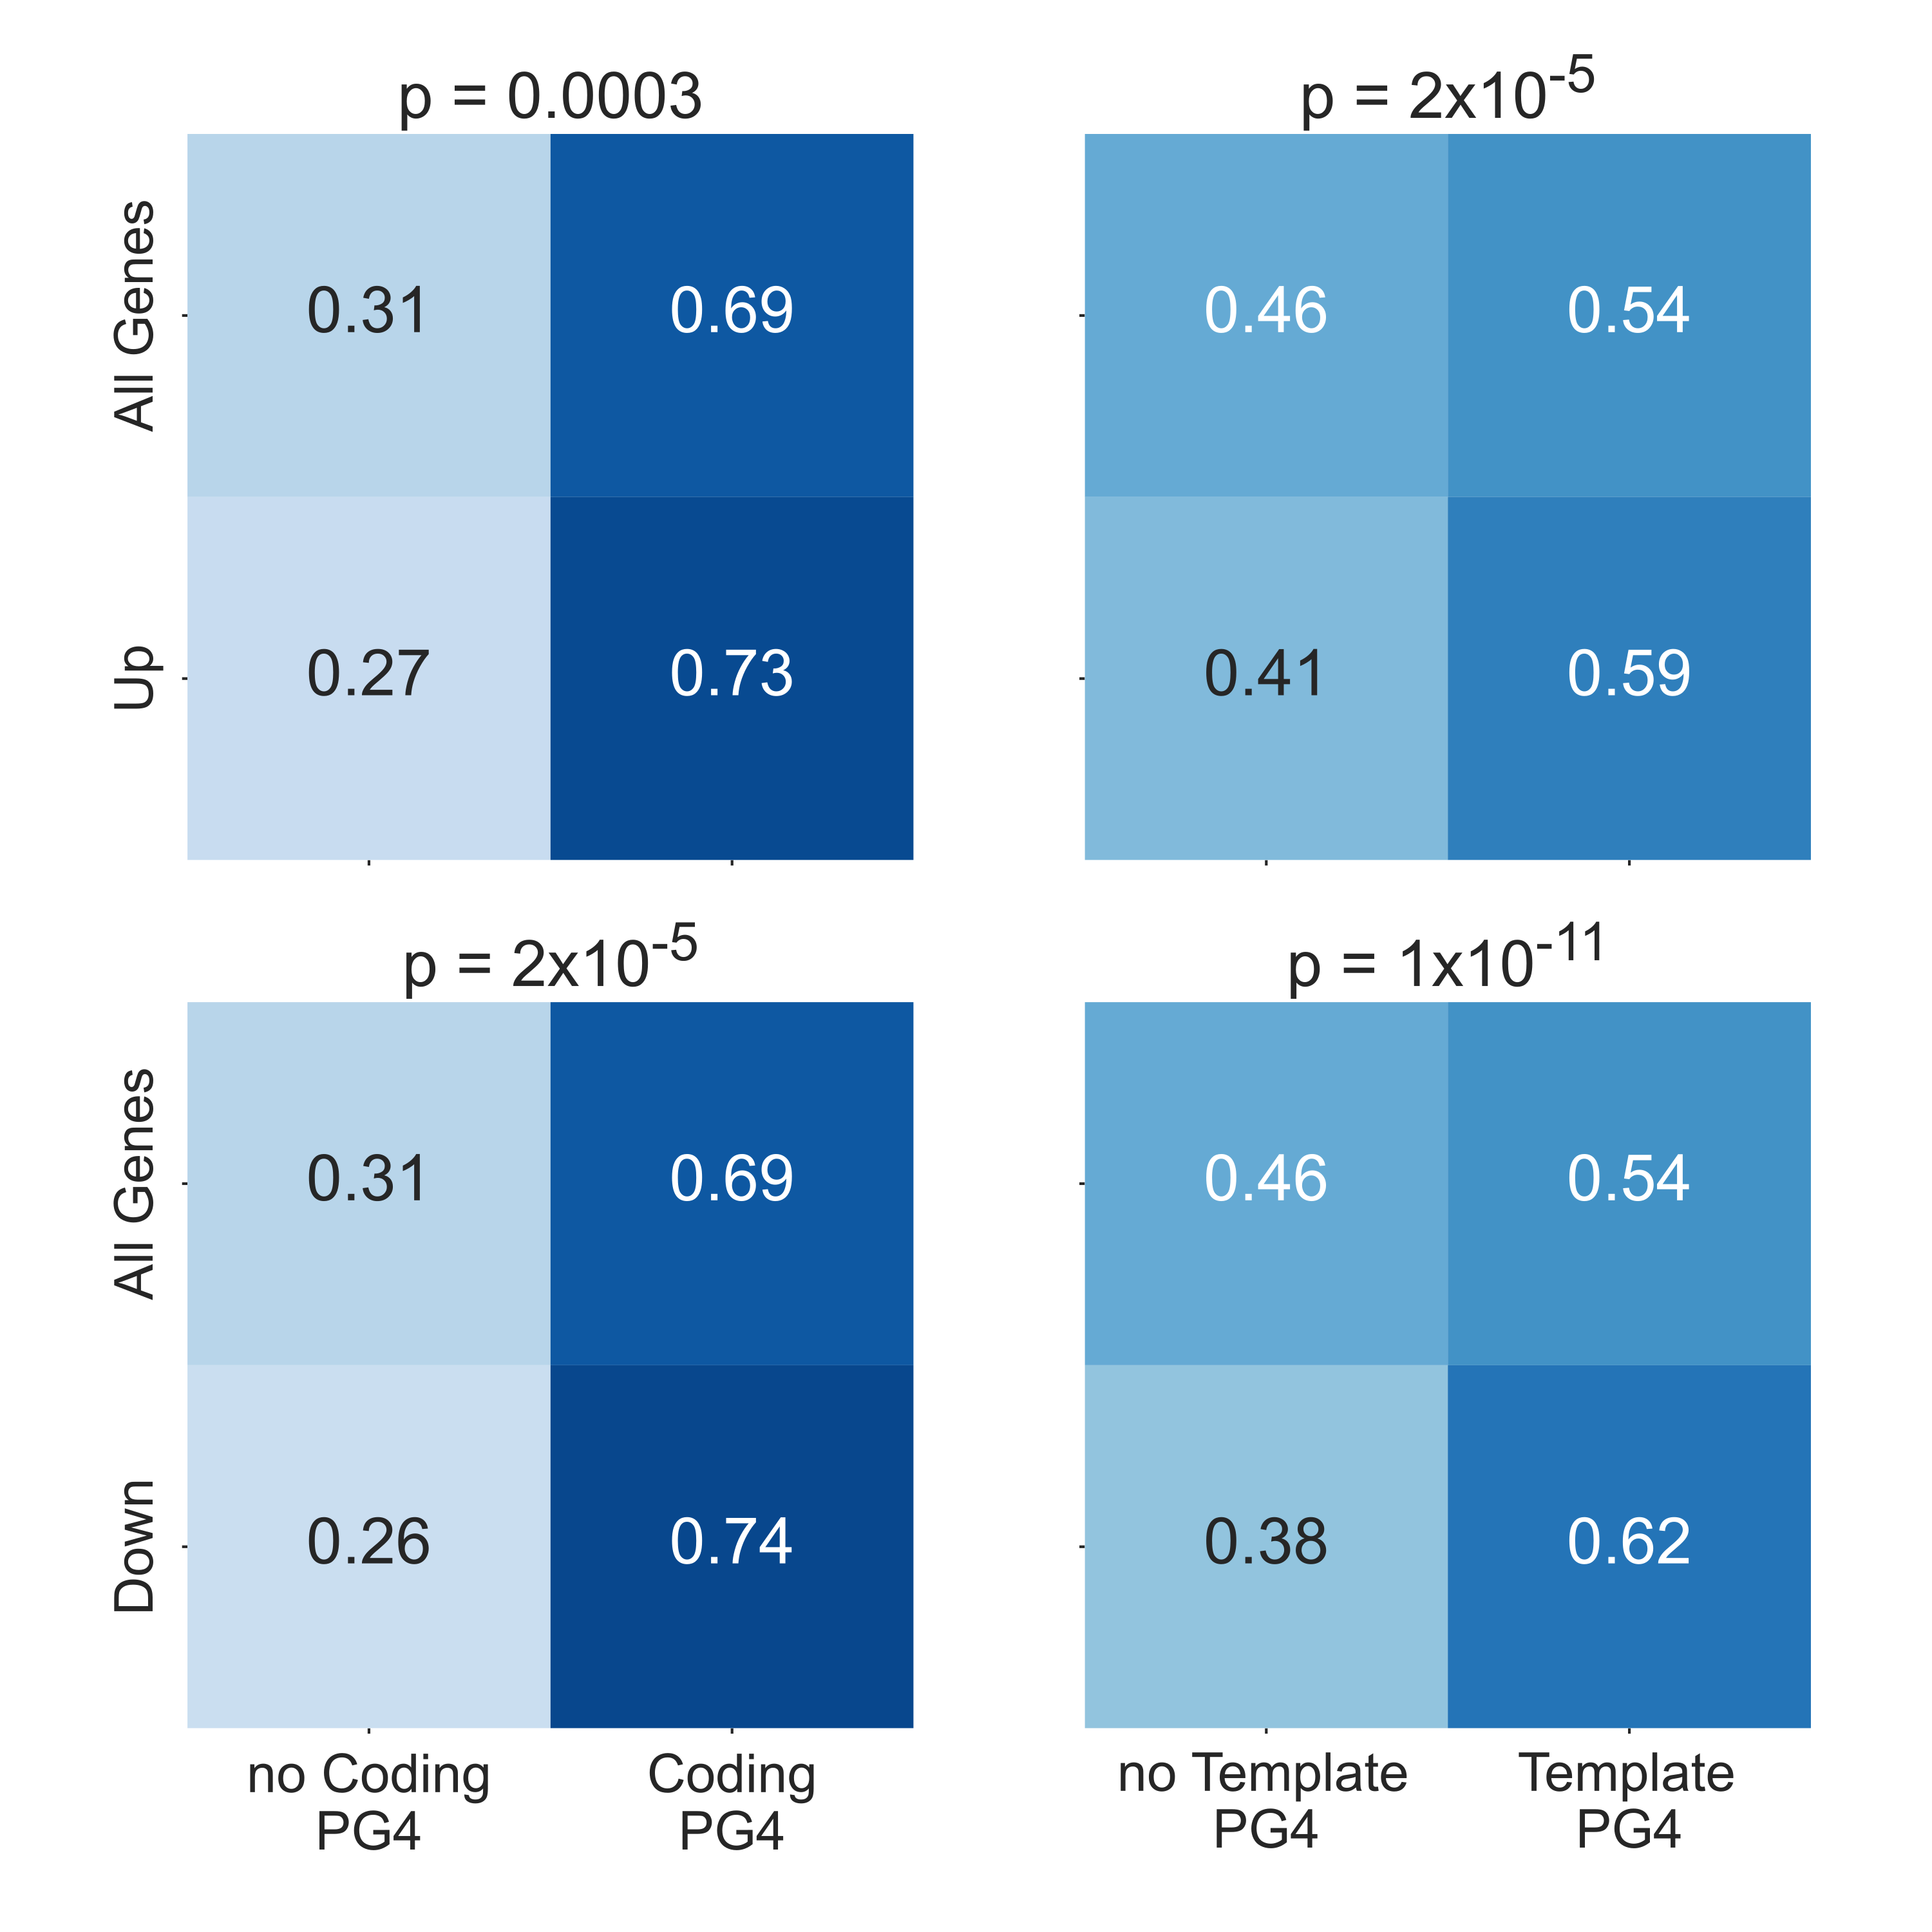 p = 0.0003
p = 2x10⁻⁵
All Genes
0.31
0.69
0.46
0.54
Up
0.27
0.73
0.41
0.59
p = 2x10⁻⁵
p = 1x10⁻¹¹
All Genes
0.31
0.69
0.46
0.54
Down
0.26
0.74
0.38
0.62
no Coding
PG4
Coding
PG4
no Template
PG4
Template
PG4